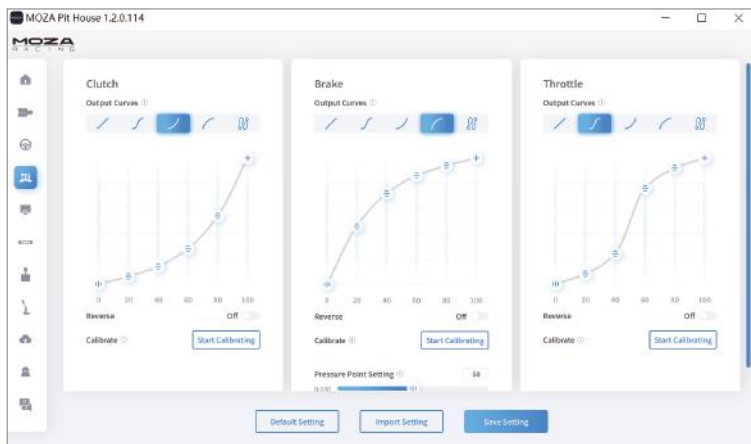 MOZA Pit House 1.2.0.114
MOZA
RACING
Clutch
Output Curves
0 20 40 60 80 100
Reverse Off
Calibrate Start Calibrating
Brake
Output Curves
0 20 40 60 80 100
Reverse Off
Calibrate Start Calibrating
Pressure Point Setting 50
0-100
Throttle
Output Curves
0 20 40 60 80 100
Reverse Off
Calibrate Start Calibrating
Default Setting Import Setting Save Setting